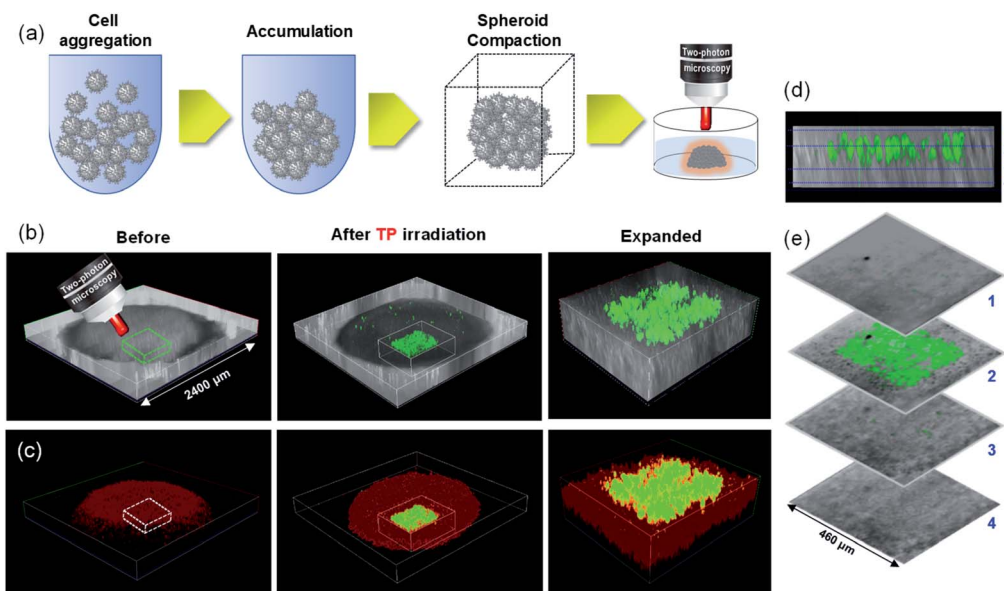 (a)
Cell
aggregation
Accumulation
Spheroid
Compaction
Two-photon
microscopy
(b)
Before
After TP irradiation
Expanded
Two-photon
microscopy
2400 μm
(c)
(d)
(e)
1
2
3
4
460 μm